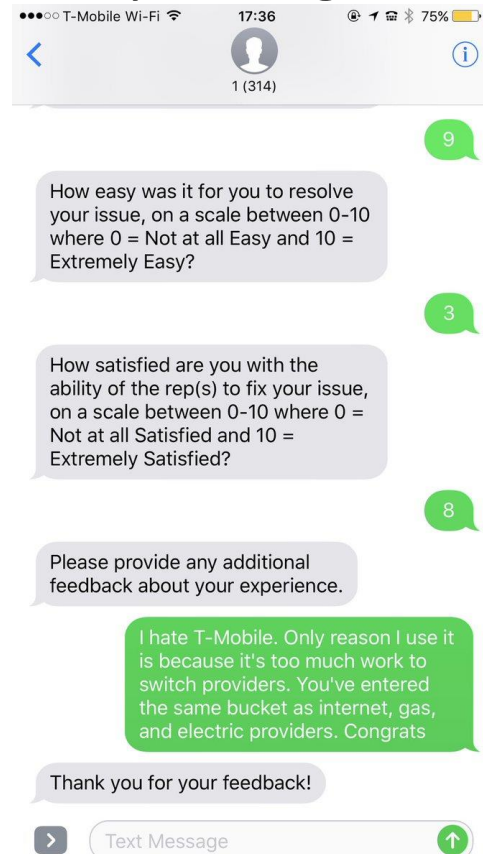 T-Mobile Wi-Fi 17:36 75%
1 (314)
9
How easy was it for you to resolve
your issue, on a scale between 0-10
where 0 = Not at all Easy and 10 =
Extremely Easy?
3
How satisfied are you with the
ability of the rep(s) to fix your issue,
on a scale between 0-10 where 0 =
Not at all Satisfied and 10 =
Extremely Satisfied?
8
Please provide any additional
feedback about your experience.
I hate T-Mobile. Only reason I use it
is because it's too much work to
switch providers. You've entered
the same bucket as internet, gas,
and electric providers. Congrats
Thank you for your feedback!
Text Message